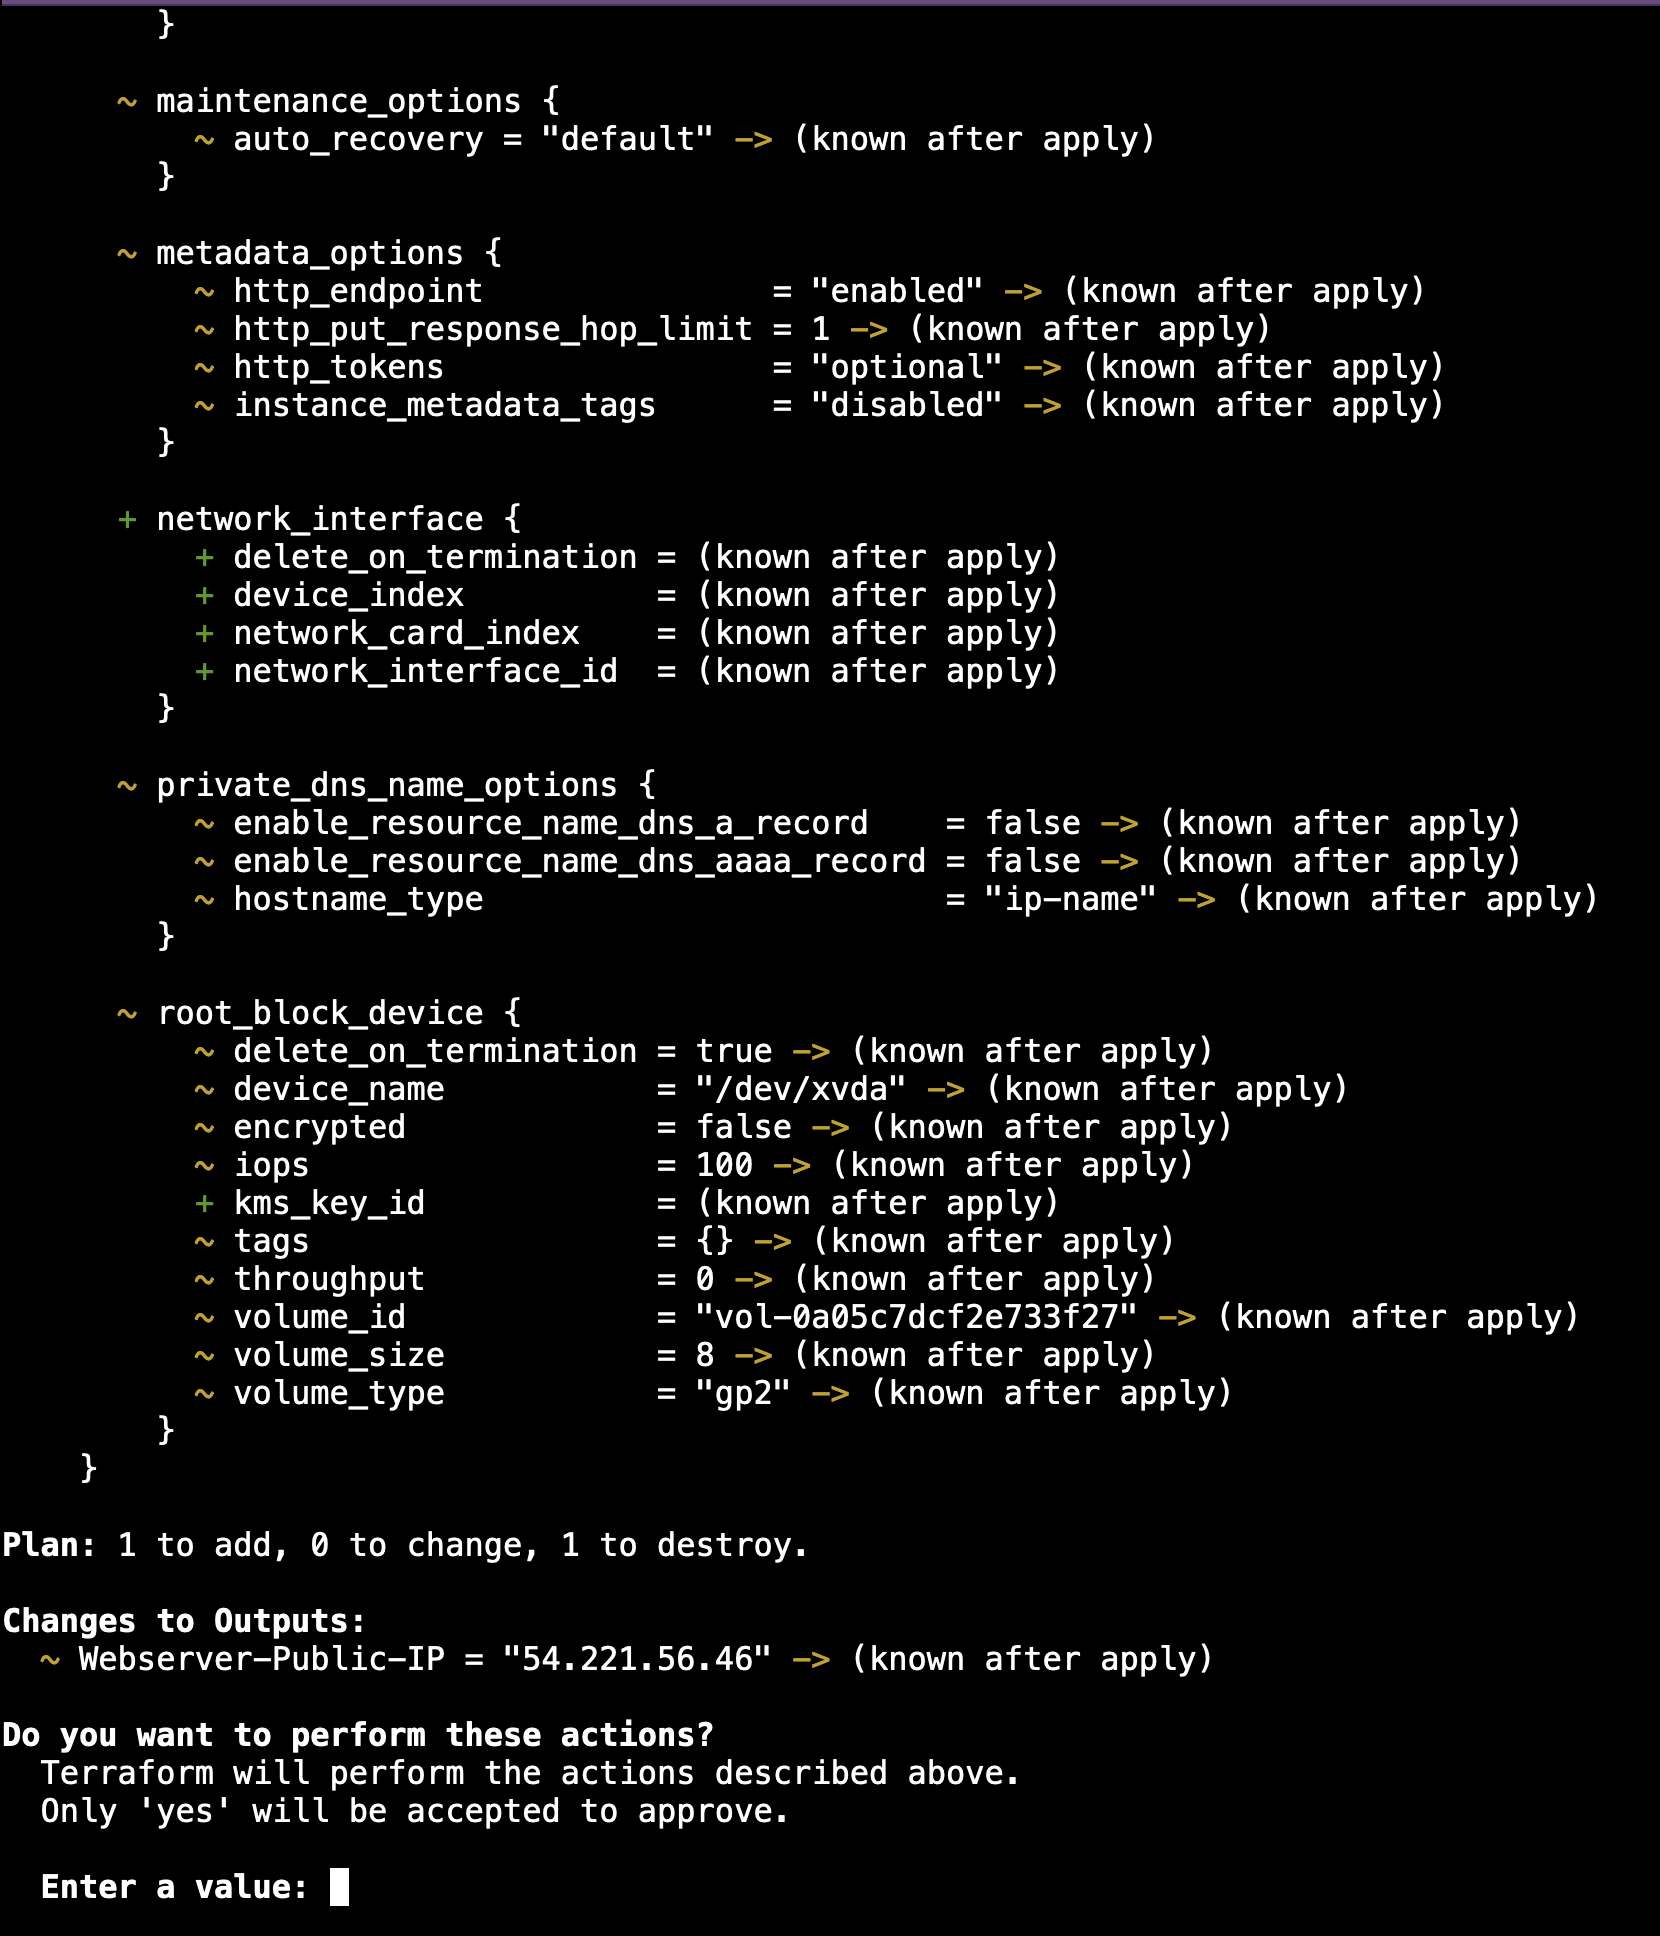 }

      ~ maintenance_options {
          ~ auto_recovery = "default" -> (known after apply)
        }

      ~ metadata_options {
          ~ http_endpoint               = "enabled" -> (known after apply)
          ~ http_put_response_hop_limit = 1 -> (known after apply)
          ~ http_tokens                 = "optional" -> (known after apply)
          ~ instance_metadata_tags      = "disabled" -> (known after apply)
        }

      + network_interface {
          + delete_on_termination = (known after apply)
          + device_index          = (known after apply)
          + network_card_index    = (known after apply)
          + network_interface_id  = (known after apply)
        }

      ~ private_dns_name_options {
          ~ enable_resource_name_dns_a_record    = false -> (known after apply)
          ~ enable_resource_name_dns_aaaa_record = false -> (known after apply)
          ~ hostname_type                        = "ip-name" -> (known after apply)
        }

      ~ root_block_device {
          ~ delete_on_termination = true -> (known after apply)
          ~ device_name           = "/dev/xvda" -> (known after apply)
          ~ encrypted             = false -> (known after apply)
          ~ iops                  = 100 -> (known after apply)
          + kms_key_id            = (known after apply)
          ~ tags                  = {} -> (known after apply)
          ~ throughput            = 0 -> (known after apply)
          ~ volume_id             = "vol-0a05c7dcf2e733f27" -> (known after apply)
          ~ volume_size           = 8 -> (known after apply)
          ~ volume_type           = "gp2" -> (known after apply)
        }
    }

Plan: 1 to add, 0 to change, 1 to destroy.

Changes to Outputs:
  ~ Webserver-Public-IP = "54.221.56.46" -> (known after apply)

Do you want to perform these actions?
  Terraform will perform the actions described above.
  Only 'yes' will be accepted to approve.

  Enter a value: